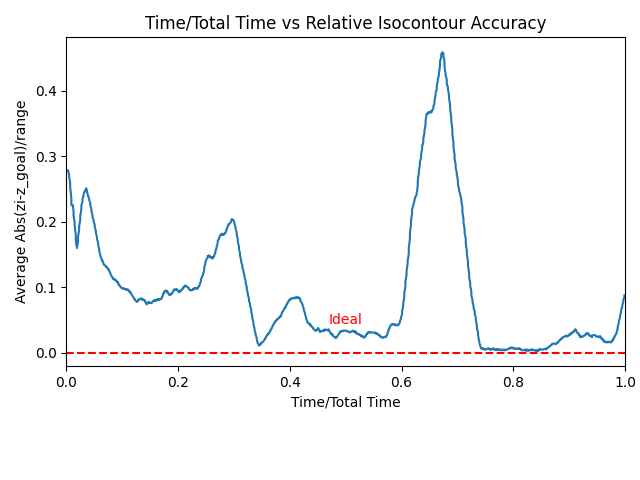 Time/Total Time vs Relative Isocontour Accuracy
Average Abs(zi-z_goal)/range
0.4
0.3
0.2
0.1
0.0
Ideal
0.0 0.2 0.4 0.6 0.8 1.0
Time/Total Time